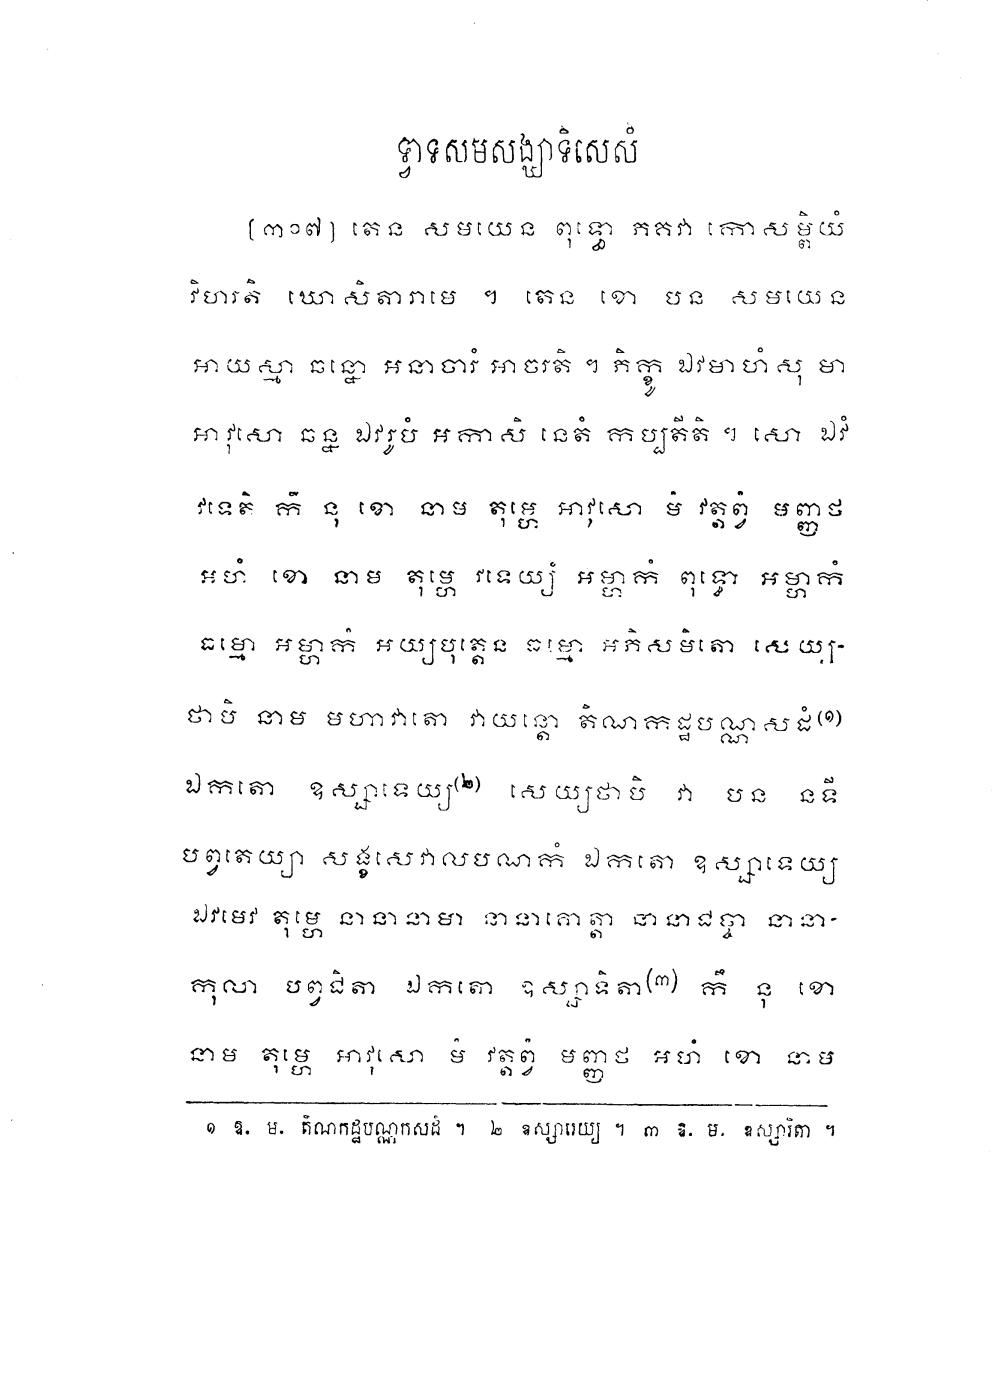 ទ្វាទសមសង្ឃាទិសេសំ
[៣១៧] តេន សមយេន ពុទ្ធោ ភគវា កោសម្ពិយំ
វិហរតិ ឃោសិតារាមេ ។ តេន ខោ បន សមយេន
អាយស្មា ឆន្នោ អនាចារំ អាចរតិ ។ ភិក្ខូ ឯវមាហំសុ មា
អាវុសោ ឆន្ន ឯវរូបំ អកាសិ នេតំ កប្បតីតិ ។ សោ ឯវំ
វទេតិ កឹ នុ ខោ នាម តុម្ហេ អាវុសោ មំ វត្តព្វំ មញ្ញថ
អហំ ខោ នាម តុម្ហេ វទេយ្យំ អម្ហាកំ ពុទ្ធោ អម្ហាកំ
ធម្មោ អម្ហាកំ អយ្យបុត្តេន ធម្មោ អភិសមិតោ សេយ្យ-
ថាបិ នាម មហាវាតោ វាយន្តោ តិណកដ្ឋបណ្ណសដំ(១)
ឯកតោ ឧស្សាទេយ្យ(២) សេយ្យថាបិ វា បន នទី
បព្វតេយ្យា សង្ខសេវាលបណកំ ឯកតោ ឧស្សាទេយ្យ
ឯវមេវ តុម្ហេ នានានាមា នានាគោត្តា នានាជច្ចា នានា-
កុលា បព្វជិតា ឯកតោ ឧស្សាទិតា(៣) កឹ នុ ខោ
នាម តុម្ហេ អាវុសោ មំ វត្តព្វំ មញ្ញថ អហំ ខោ នាម
១ ឱ. ម. តិណកដ្ឋបណ្ណកសដំ ។ ២ ឧស្សារេយ្យ ។ ៣ ឱ. ម. ឧស្សារិតា ។